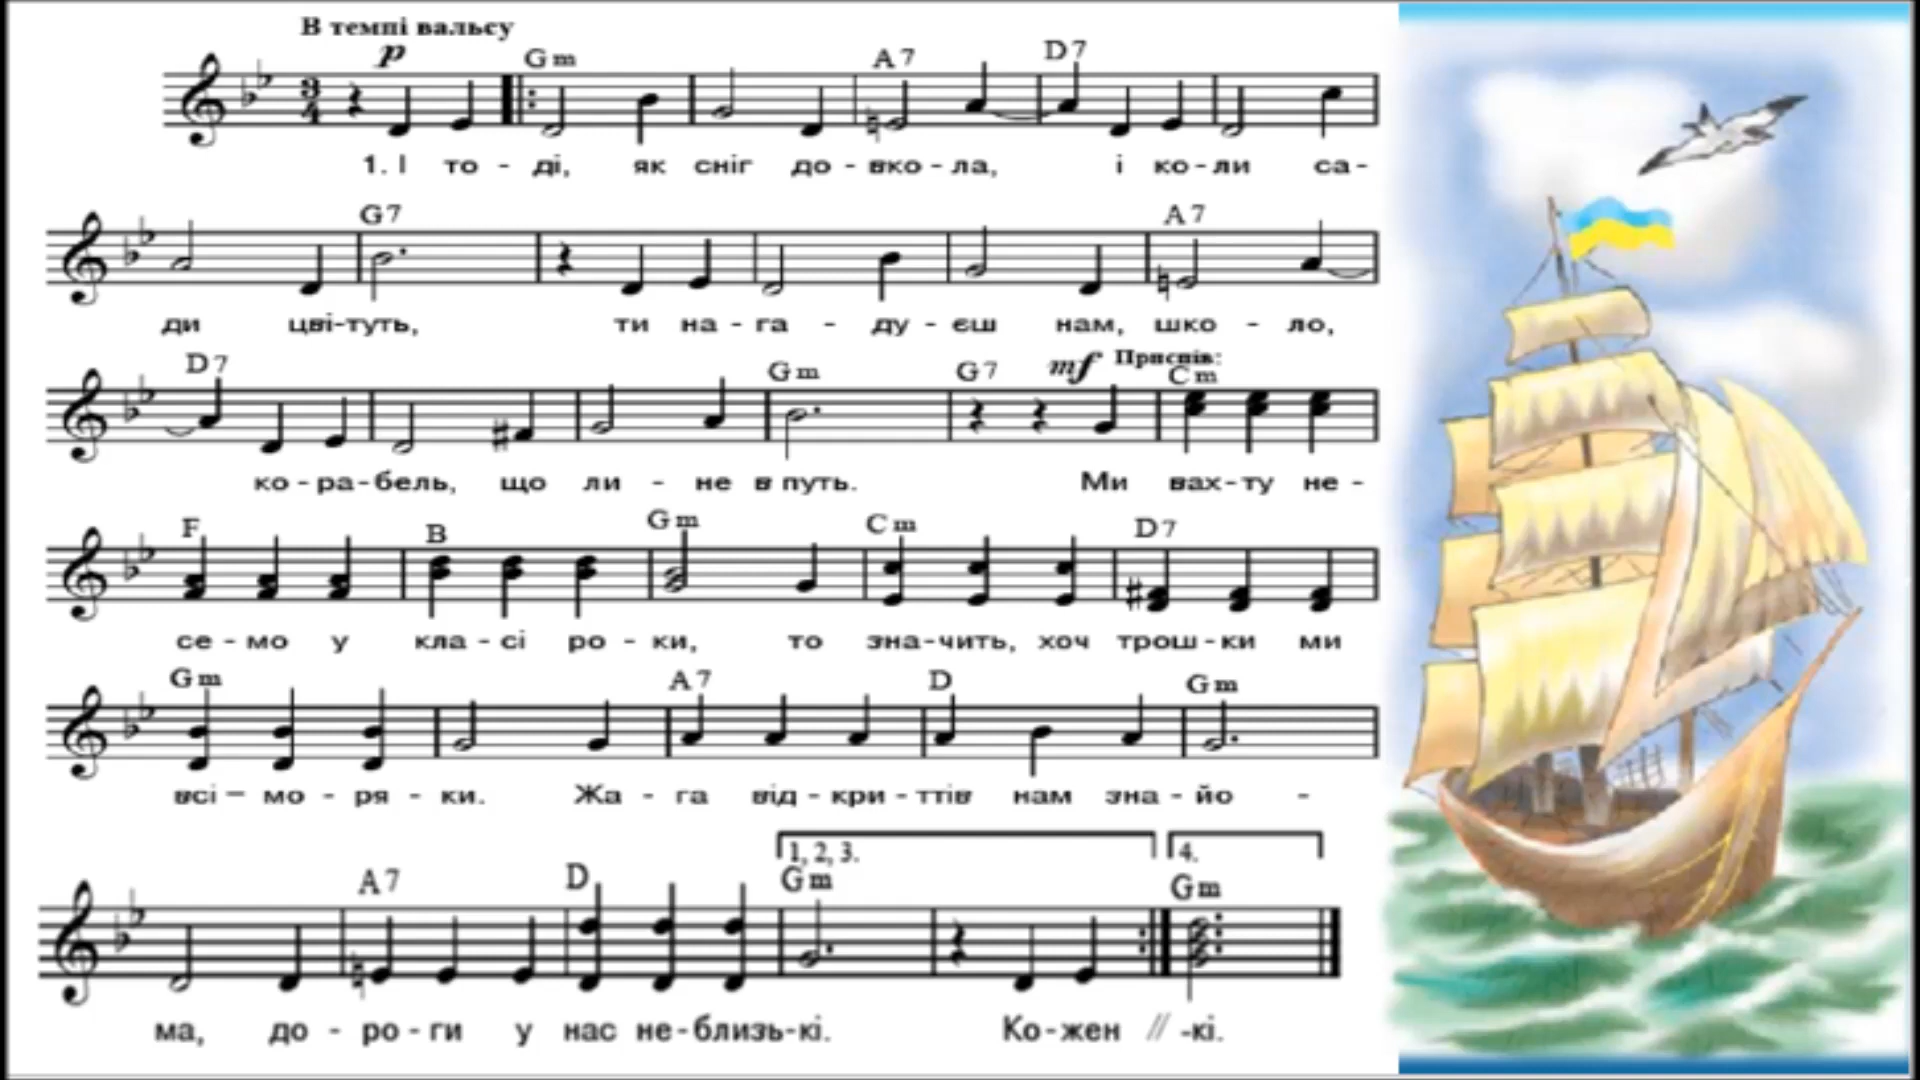 В темпі вальсу
p
Gm A7 D7
1. І то - ді, як сніг до - вко - ла, і ко - ли са -
G7 A7
ди цві-туть, ти на - га - ду - єш нам, шко - ло,
D7 Gm G7 mf Приспів: Cm
ко - ра - бель, що ли - не в путь. Ми вах - ту не -
F B Gm Cm D7
се - мо у кла - сі ро - ки, то зна - чить, хоч трош - ки ми
Gm A7 D Gm
всі – мо - ря - ки. Жа - га від - кри - ттів нам зна - йо -
1, 2, 3. 4.
A7 D Gm Gm
ма, до - ро - ги у нас не - близь - кі. Ко - жен // -кі.